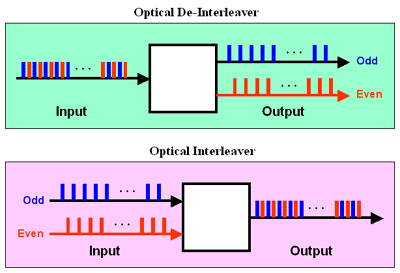 Optical De-Interleaver
. . .
. . .
Odd
Even
Input
Output
Optical Interleaver
Odd
. . .
. . .
Even
Input
Output